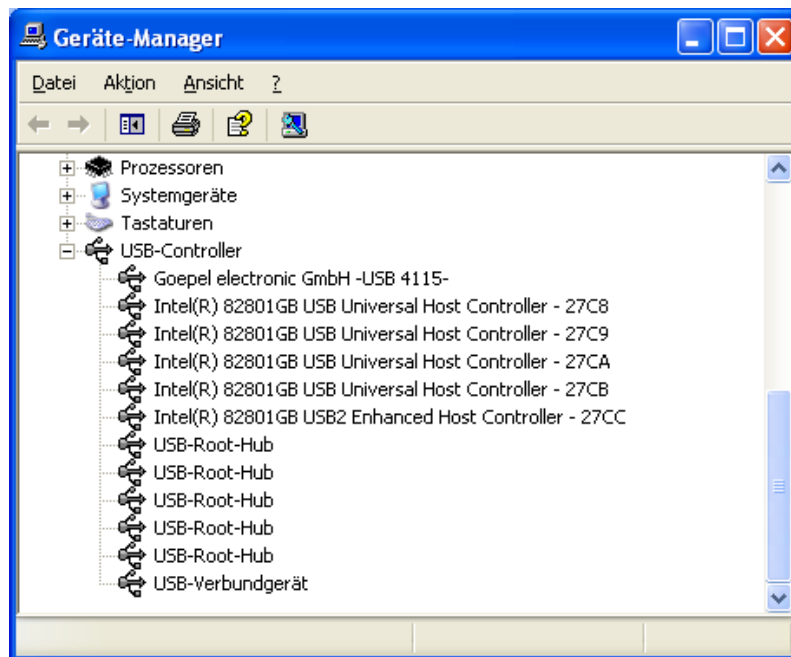 Geräte-Manager
Datei Aktion Ansicht ?
Prozessoren
Systemgeräte
Tastaturen
USB-Controller
Goepel electronic GmbH -USB 4115-
Intel(R) 82801GB USB Universal Host Controller - 27C8
Intel(R) 82801GB USB Universal Host Controller - 27C9
Intel(R) 82801GB USB Universal Host Controller - 27CA
Intel(R) 82801GB USB Universal Host Controller - 27CB
Intel(R) 82801GB USB2 Enhanced Host Controller - 27CC
USB-Root-Hub
USB-Root-Hub
USB-Root-Hub
USB-Root-Hub
USB-Root-Hub
USB-Verbundgerät